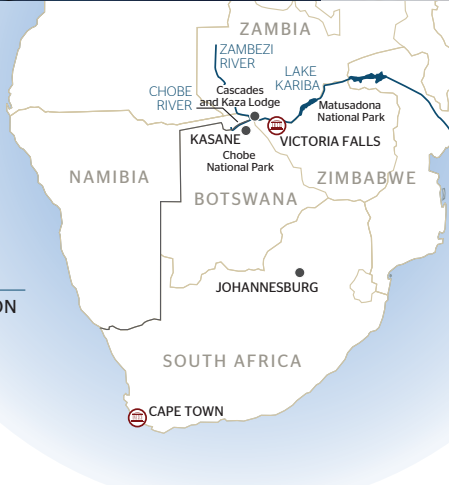 ZAMBIA
ZAMBEZI
RIVER
LAKE
KARIBA
CHOBE
RIVER
Cascades
and Kaza Lodge
Matusadona
National Park
KASANE
VICTORIA FALLS
Chobe
National Park
NAMIBIA
ZIMBABWE
BOTSWANA
JOHANNESBURG
ON
SOUTH AFRICA
CAPE TOWN